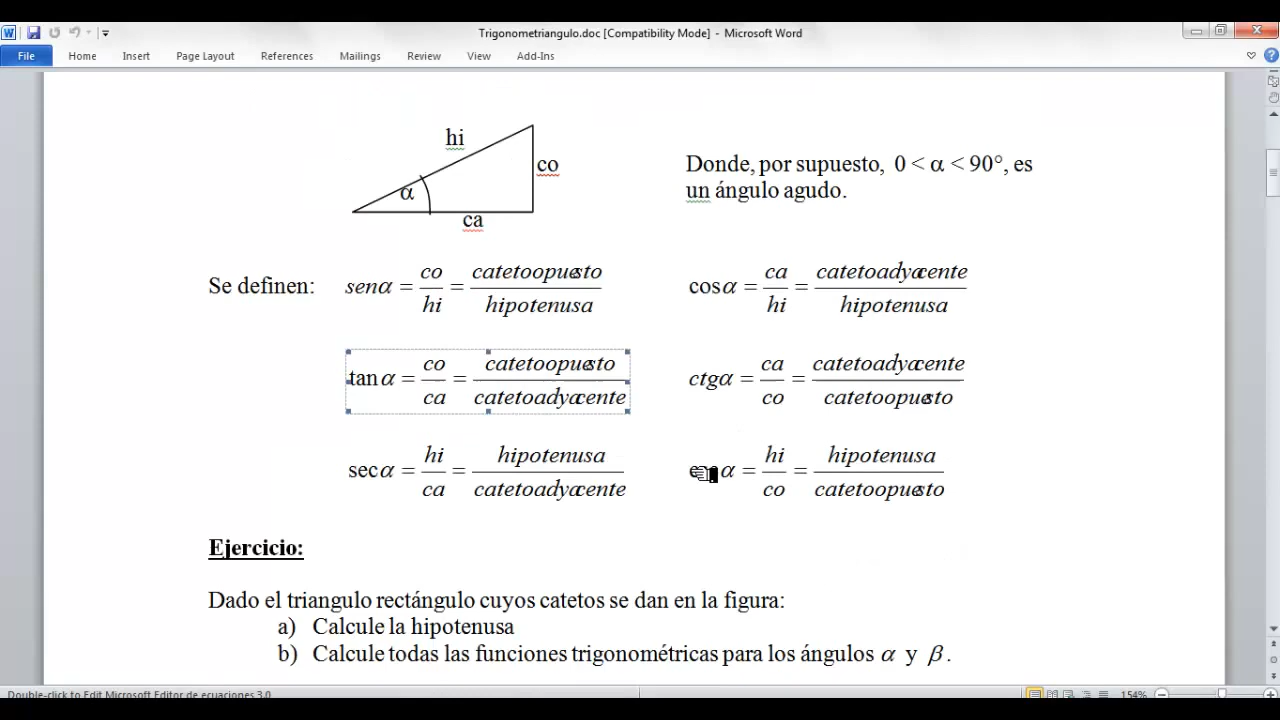 Trigonometriangulo.doc [Compatibility Mode] - Microsoft Word
File Home Insert Page Layout References Mailings Review View Add-Ins
hi
co
α
ca
Donde, por supuesto, 0 < α < 90°, es
un ángulo agudo.
Se definen: senα = co/hi = catetoopuesto/hipotenusa
cosα = ca/hi = catetoadyacente/hipotenusa
tanα = co/ca = catetoopuesto/catetoadyacente
ctgα = ca/co = catetoadyacente/catetoopuesto
secα = hi/ca = hipotenusa/catetoadyacente
α = hi/co = hipotenusa/catetoopuesto
Ejercicio:
Dado el triangulo rectángulo cuyos catetos se dan en la figura:
a) Calcule la hipotenusa
b) Calcule todas las funciones trigonométricas para los ángulos α y β.
Double-click to Edit Microsoft Editor de ecuaciones 3.0
154%